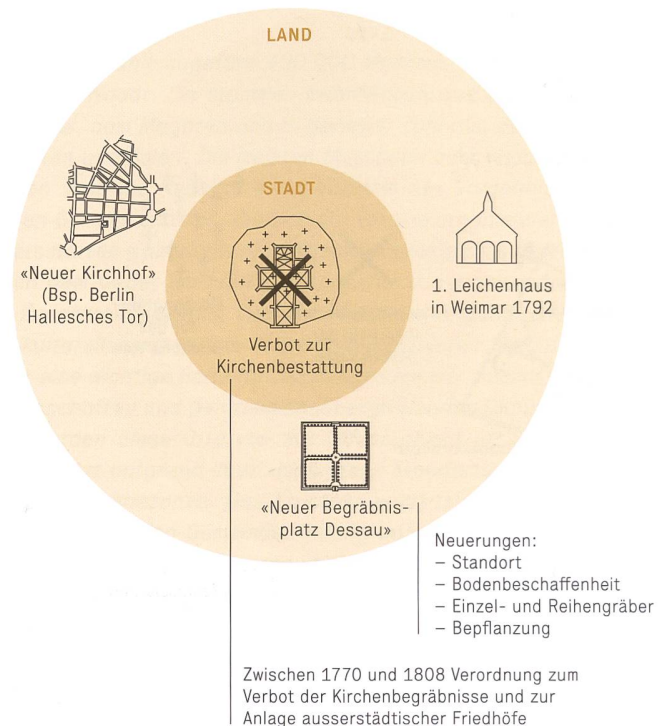 LAND
STADT
«Neuer Kirchhof»
(Bsp. Berlin
Hallesches Tor)
1. Leichenhaus
in Weimar 1792
Verbot zur
Kirchenbestattung
«Neuer Begräbnis-
platz Dessau»
Neuerungen:
– Standort
– Bodenbeschaffenheit
– Einzel- und Reihengräber
– Bepflanzung
Zwischen 1770 und 1808 Verordnung zum
Verbot der Kirchenbegräbnisse und zur
Anlage ausserstädtischer Friedhöfe